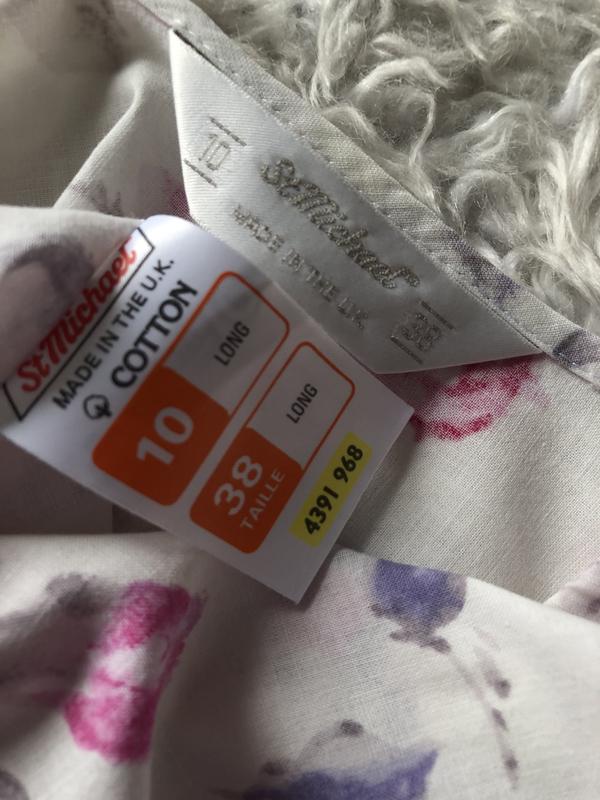 10
St Michael
MADE IN THE U.K.
38
St Michael
MADE IN THE U.K.
COTTON
10
LONG
38
TAILLE
LONG
4391 968